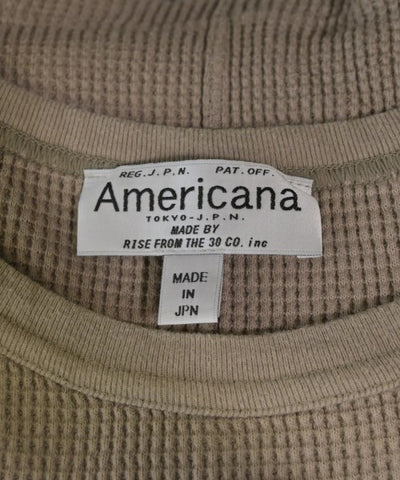 REG.J.P.N. PAT.OFF.
Americana
TOKYO-J.P.N.
MADE BY
RISE FROM THE 30 CO. inc
MADE
IN
JPN